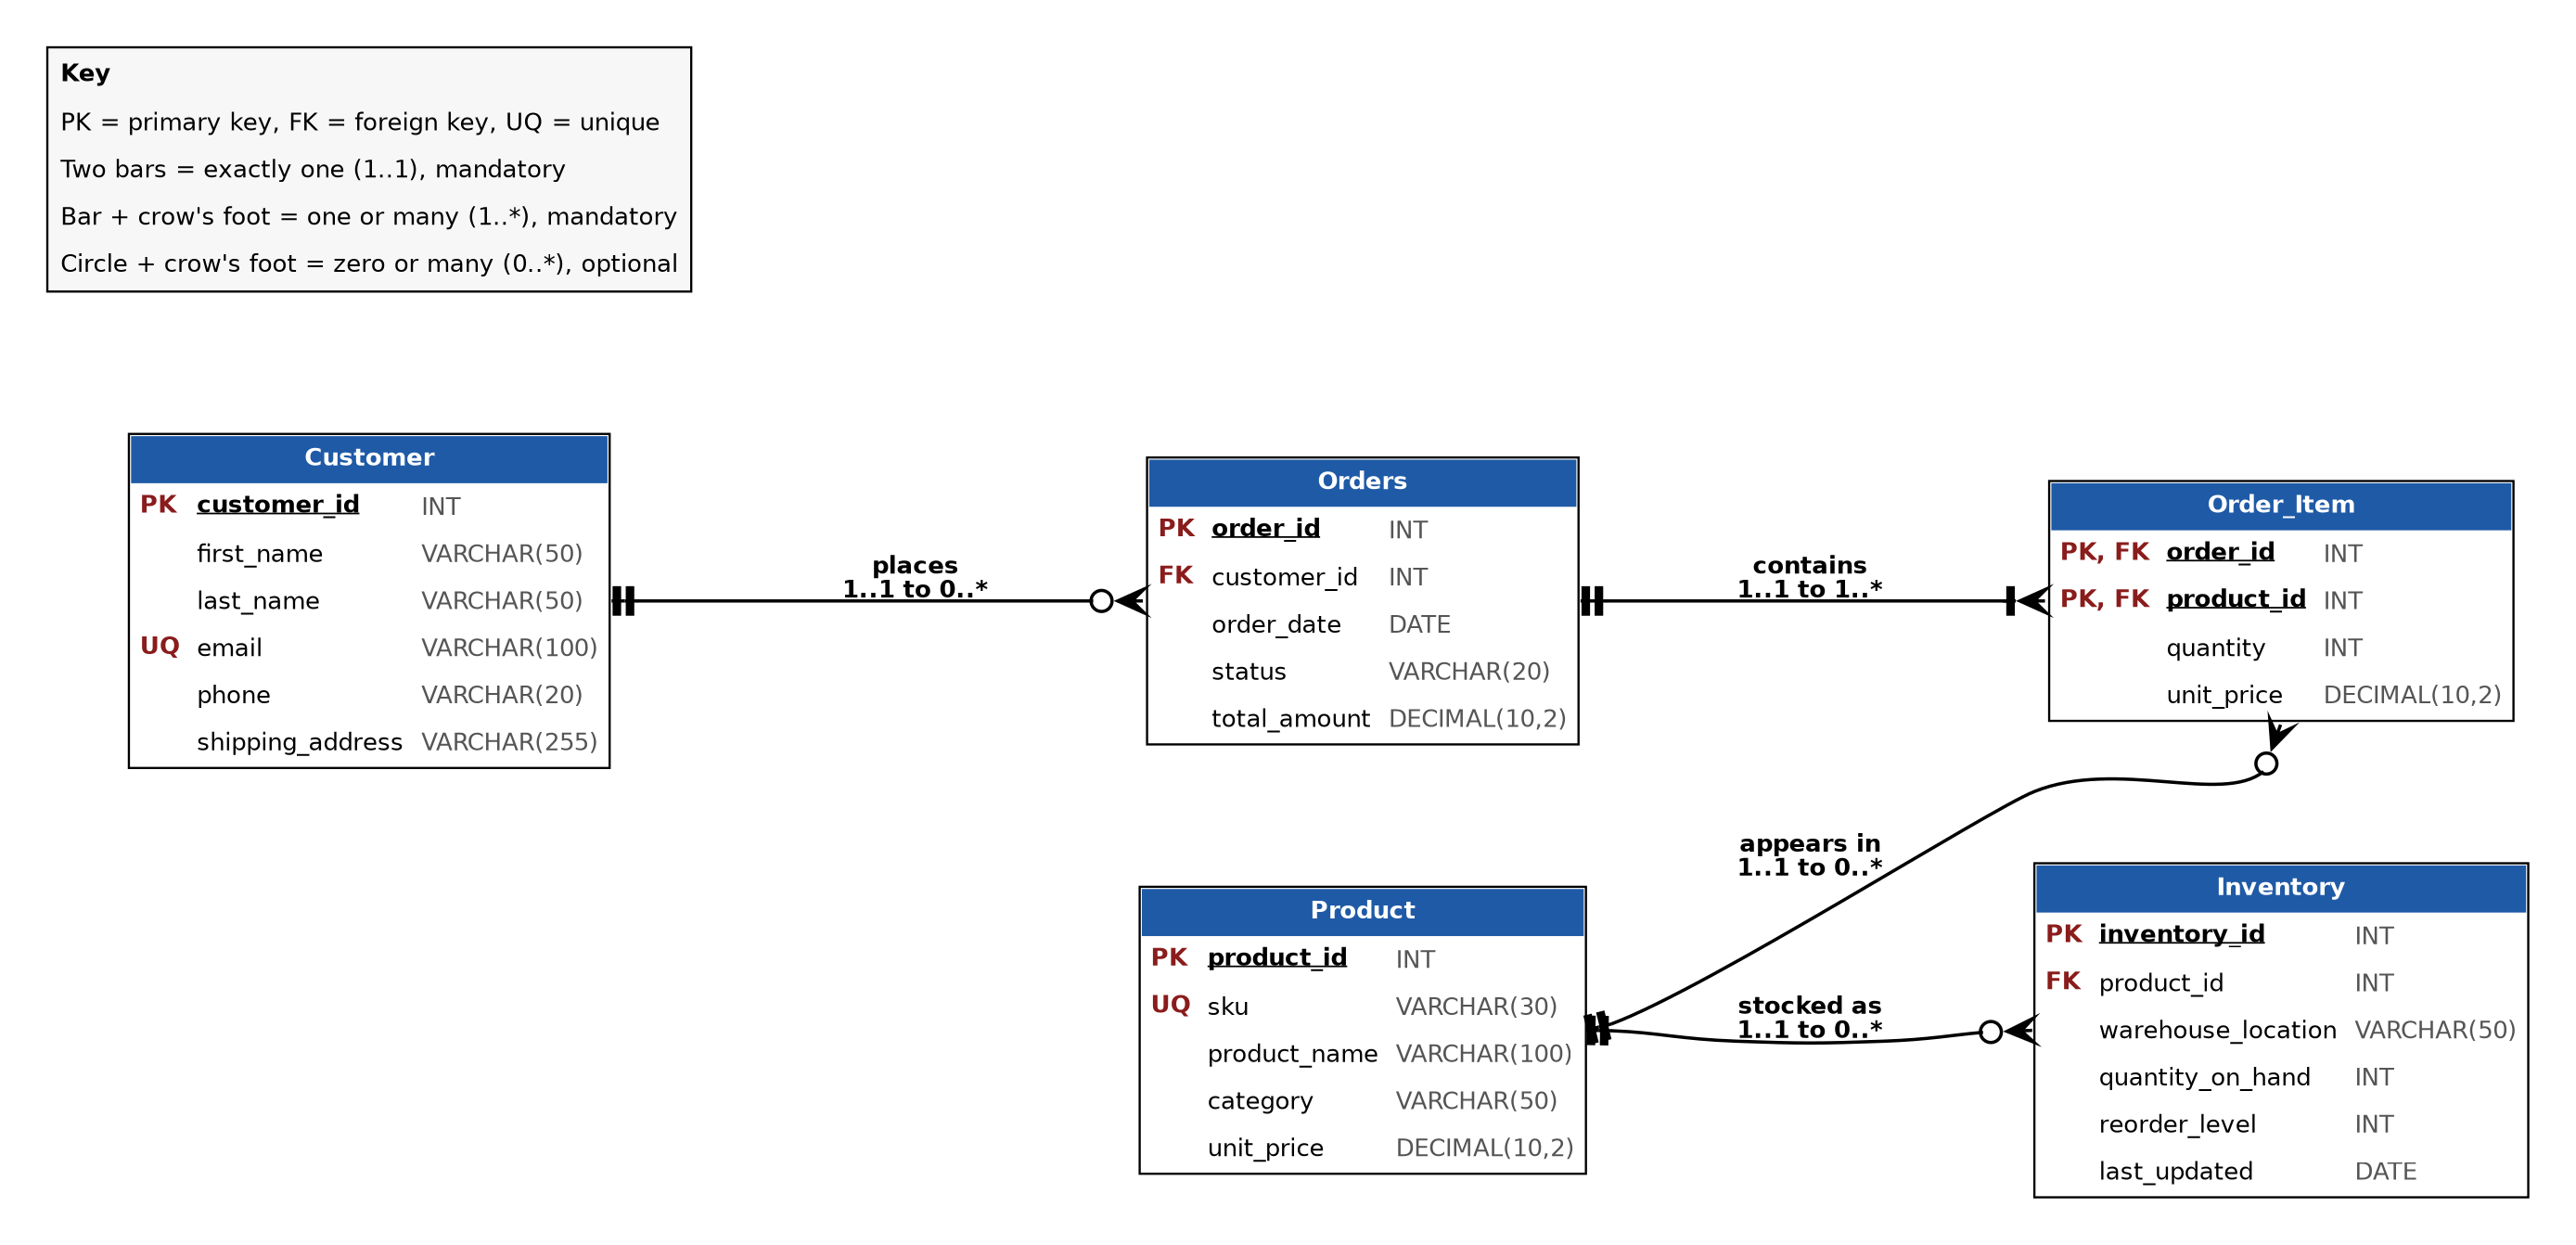 Key
PK = primary key, FK = foreign key, UQ = unique
Two bars = exactly one (1..1), mandatory
Bar + crow's foot = one or many (1..*), mandatory
Circle + crow's foot = zero or many (0..*), optional
Customer
PK customer_id INT
first_name VARCHAR(50)
last_name VARCHAR(50)
UQ email VARCHAR(100)
phone VARCHAR(20)
shipping_address VARCHAR(255)
places
1..1 to 0..*
Orders
PK order_id INT
FK customer_id INT
order_date DATE
status VARCHAR(20)
total_amount DECIMAL(10,2)
contains
1..1 to 1..*
Order_Item
PK, FK order_id INT
PK, FK product_id INT
quantity INT
unit_price DECIMAL(10,2)
appears in
1..1 to 0..*
Product
PK product_id INT
UQ sku VARCHAR(30)
product_name VARCHAR(100)
category VARCHAR(50)
unit_price DECIMAL(10,2)
stocked as
1..1 to 0..*
Inventory
PK inventory_id INT
FK product_id INT
warehouse_location VARCHAR(50)
quantity_on_hand INT
reorder_level INT
last_updated DATE